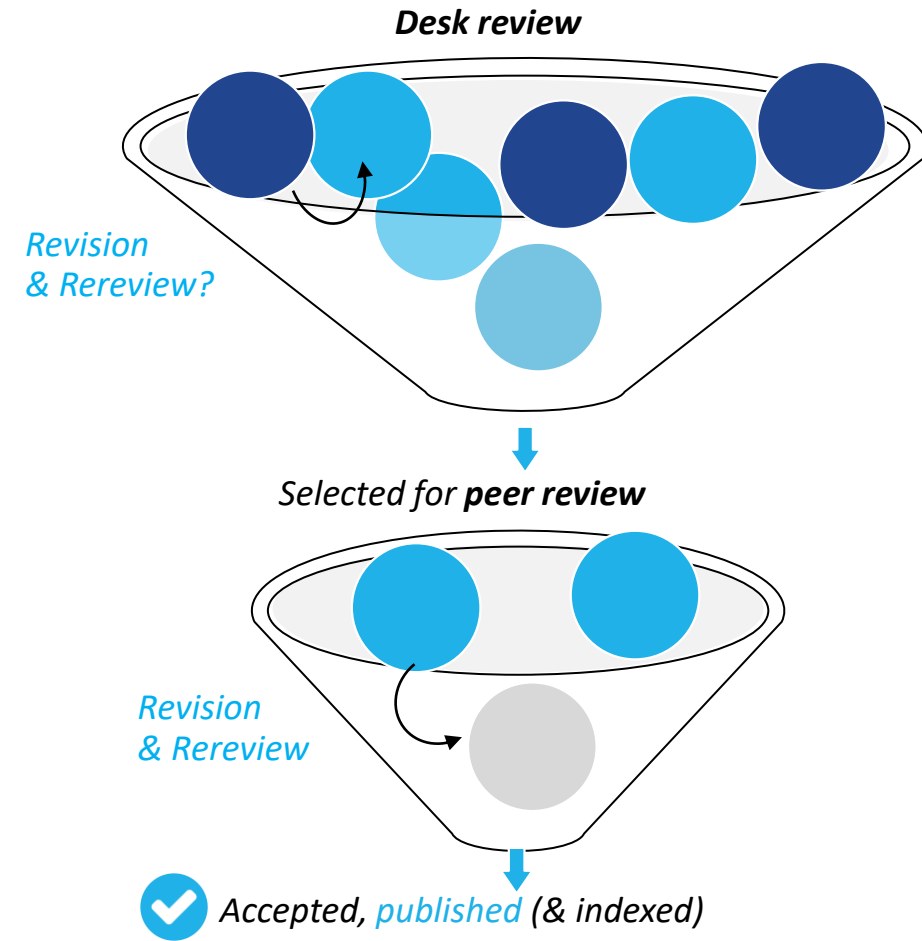 Desk review
Revision
& Rereview?
Selected for peer review
Revision
& Rereview
Accepted, published (& indexed)